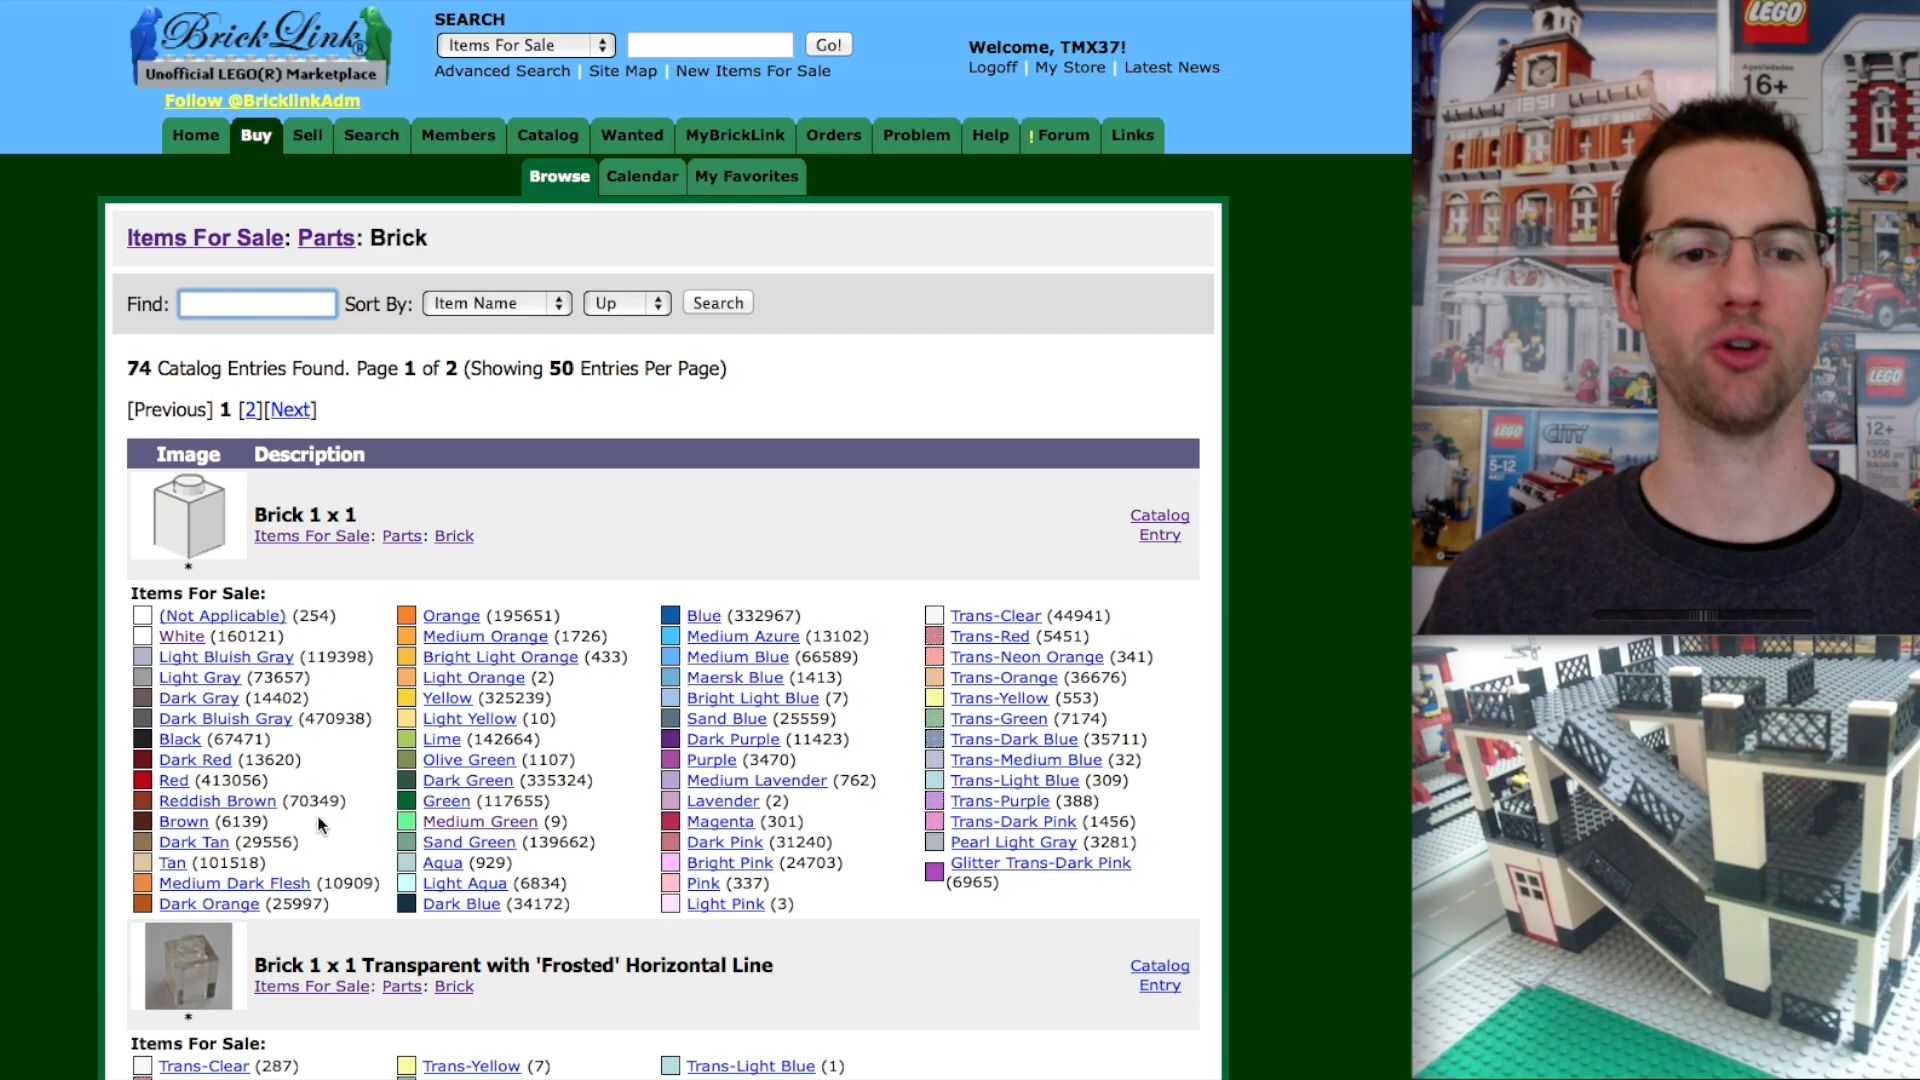 BrickLink®
Unofficial LEGO(R) Marketplace
Follow @BricklinkAdm
SEARCH
Items For Sale Go!
Advanced Search | Site Map | New Items For Sale
Welcome, TMX37!
Logoff | My Store | Latest News
Home Buy Sell Search Members Catalog Wanted MyBrickLink Orders Problem Help ! Forum Links
Browse Calendar My Favorites
Items For Sale: Parts: Brick
Find: Sort By: Item Name Up Search
74 Catalog Entries Found. Page 1 of 2 (Showing 50 Entries Per Page)
[Previous] 1 [2][Next]
Image Description
Brick 1 x 1
Items For Sale: Parts: Brick
Catalog
Entry
*
Items For Sale:
(Not Applicable) (254) Orange (195651) Blue (332967) Trans-Clear (44941)
White (160121) Medium Orange (1726) Medium Azure (13102) Trans-Red (5451)
Light Bluish Gray (119398) Bright Light Orange (433) Medium Blue (66589) Trans-Neon Orange (341)
Light Gray (73657) Light Orange (2) Maersk Blue (1413) Trans-Orange (36676)
Dark Gray (14402) Yellow (325239) Bright Light Blue (7) Trans-Yellow (553)
Dark Bluish Gray (470938) Light Yellow (10) Sand Blue (25559) Trans-Green (7174)
Black (67471) Lime (142664) Dark Purple (11423) Trans-Dark Blue (35711)
Dark Red (13620) Olive Green (1107) Purple (3470) Trans-Medium Blue (32)
Red (413056) Dark Green (335324) Medium Lavender (762) Trans-Light Blue (309)
Reddish Brown (70349) Green (117655) Lavender (2) Trans-Purple (388)
Brown (6139) Medium Green (9) Magenta (301) Trans-Dark Pink (1456)
Dark Tan (29556) Sand Green (139662) Dark Pink (31240) Pearl Light Gray (3281)
Tan (101518) Aqua (929) Bright Pink (24703) Glitter Trans-Dark Pink
(6965)
Medium Dark Flesh (10909) Light Aqua (6834) Pink (337)
Dark Orange (25997) Dark Blue (34172) Light Pink (3)
Brick 1 x 1 Transparent with 'Frosted' Horizontal Line
Items For Sale: Parts: Brick
Catalog
Entry
*
Items For Sale:
Trans-Clear (287) Trans-Yellow (7) Trans-Light Blue (1)
LEGO
16+
1891
LEGO
LEGO CITY
5-12
12+